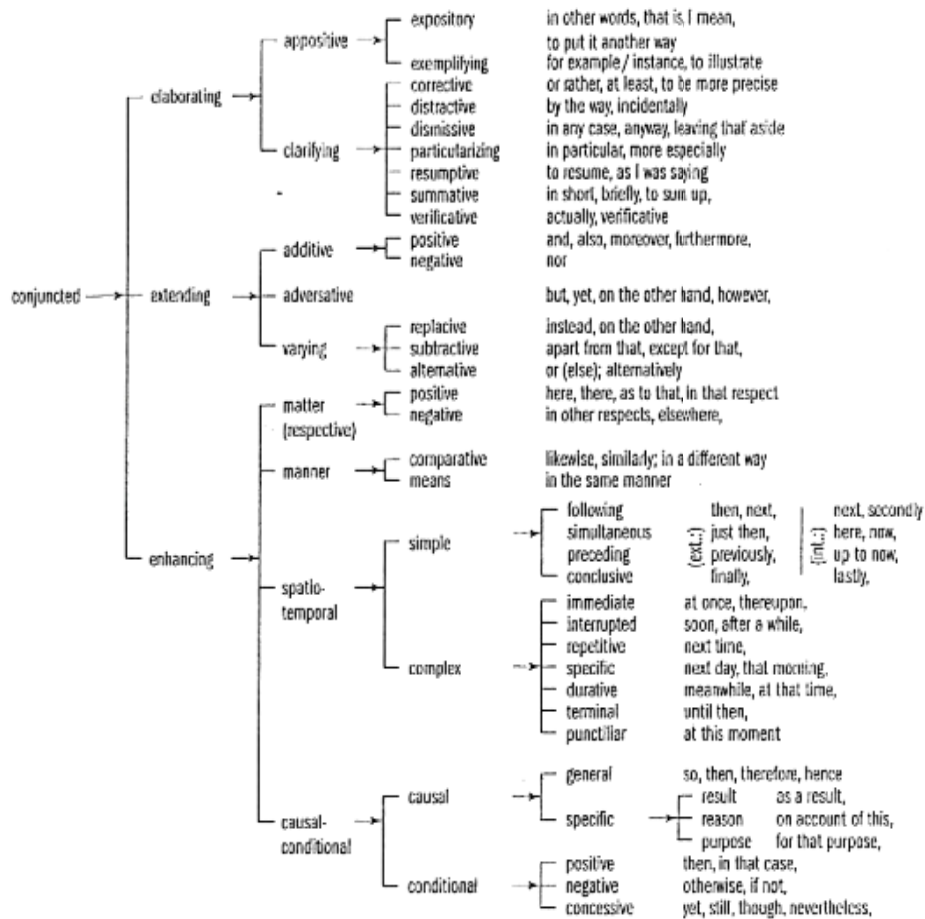 expository in other words, that is, I mean,
appositive to put it another way
exemplifying for example / instance, to illustrate
corrective or rather, at least, to be more precise
elaborating distractive by the way, incidentally
dismissive in any case, anyway, leaving that aside
clarifying particularizing in particular, more especially
resumptive to resume, as I was saying
summative in short, briefly, to sum up,
verificative actually, verificative
additive positive and, also, moreover, furthermore,
negative nor
conjuncted extending adversative but, yet, on the other hand, however,
replacive instead, on the other hand,
varying subtractive apart from that, except for that,
alternative or (else); alternatively
matter positive here, there, as to that, in that respect
(respective) negative in other respects, elsewhere,
manner comparative likewise, similarly; in a different way
means in the same manner
following then, next, next, secondly
simple simultaneous (ext.:) just then, (int.:) here, now,
enhancing preceding previously, up to now,
conclusive finally, lastly,
spatio-
temporal
immediate at once, thereupon,
interrupted soon, after a while,
repetitive next time,
complex specific next day, that morning,
durative meanwhile, at that time,
terminal until then,
punctiliar at this moment
general so, then, therefore, hence
causal result as a result,
causal- specific reason on account of this,
conditional purpose for that purpose,
positive then, in that case,
conditional negative otherwise, if not,
concessive yet, still, though, nevertheless,